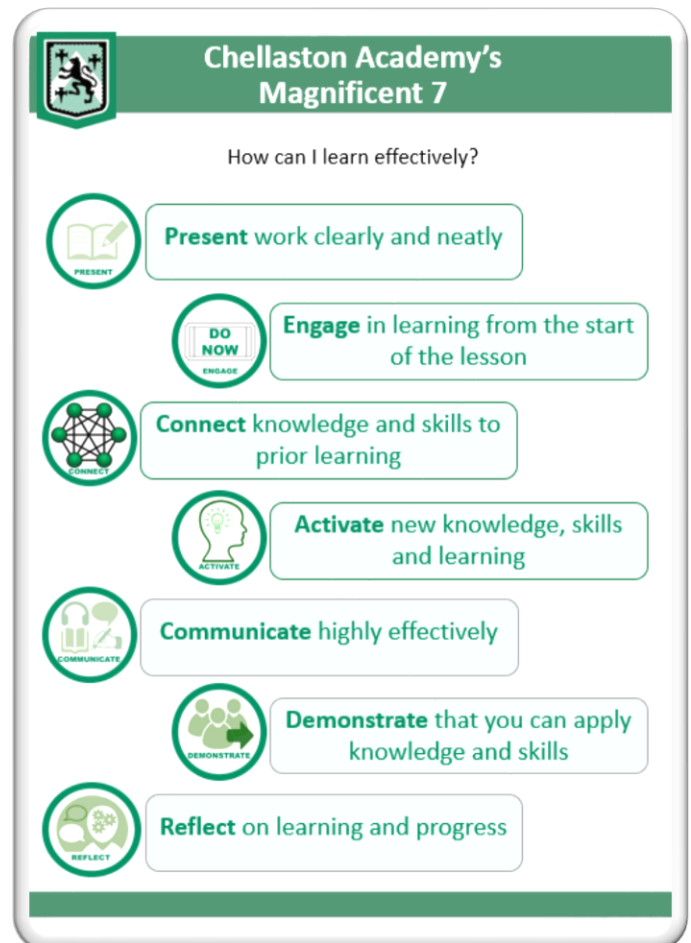 Chellaston Academy's
Magnificent 7
How can I learn effectively?
PRESENT
Present work clearly and neatly
DO
NOW
ENGAGE
Engage in learning from the start
of the lesson
CONNECT
Connect knowledge and skills to
prior learning
ACTIVATE
Activate new knowledge, skills
and learning
COMMUNICATE
Communicate highly effectively
DEMONSTRATE
Demonstrate that you can apply
knowledge and skills
REFLECT
Reflect on learning and progress